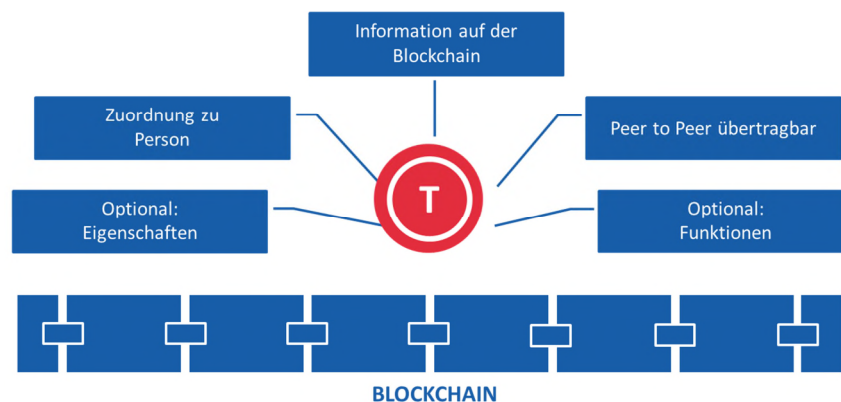 Information auf der
Blockchain
Zuordnung zu
Person
Peer to Peer übertragbar
T
Optional:
Eigenschaften
Optional:
Funktionen
BLOCKCHAIN